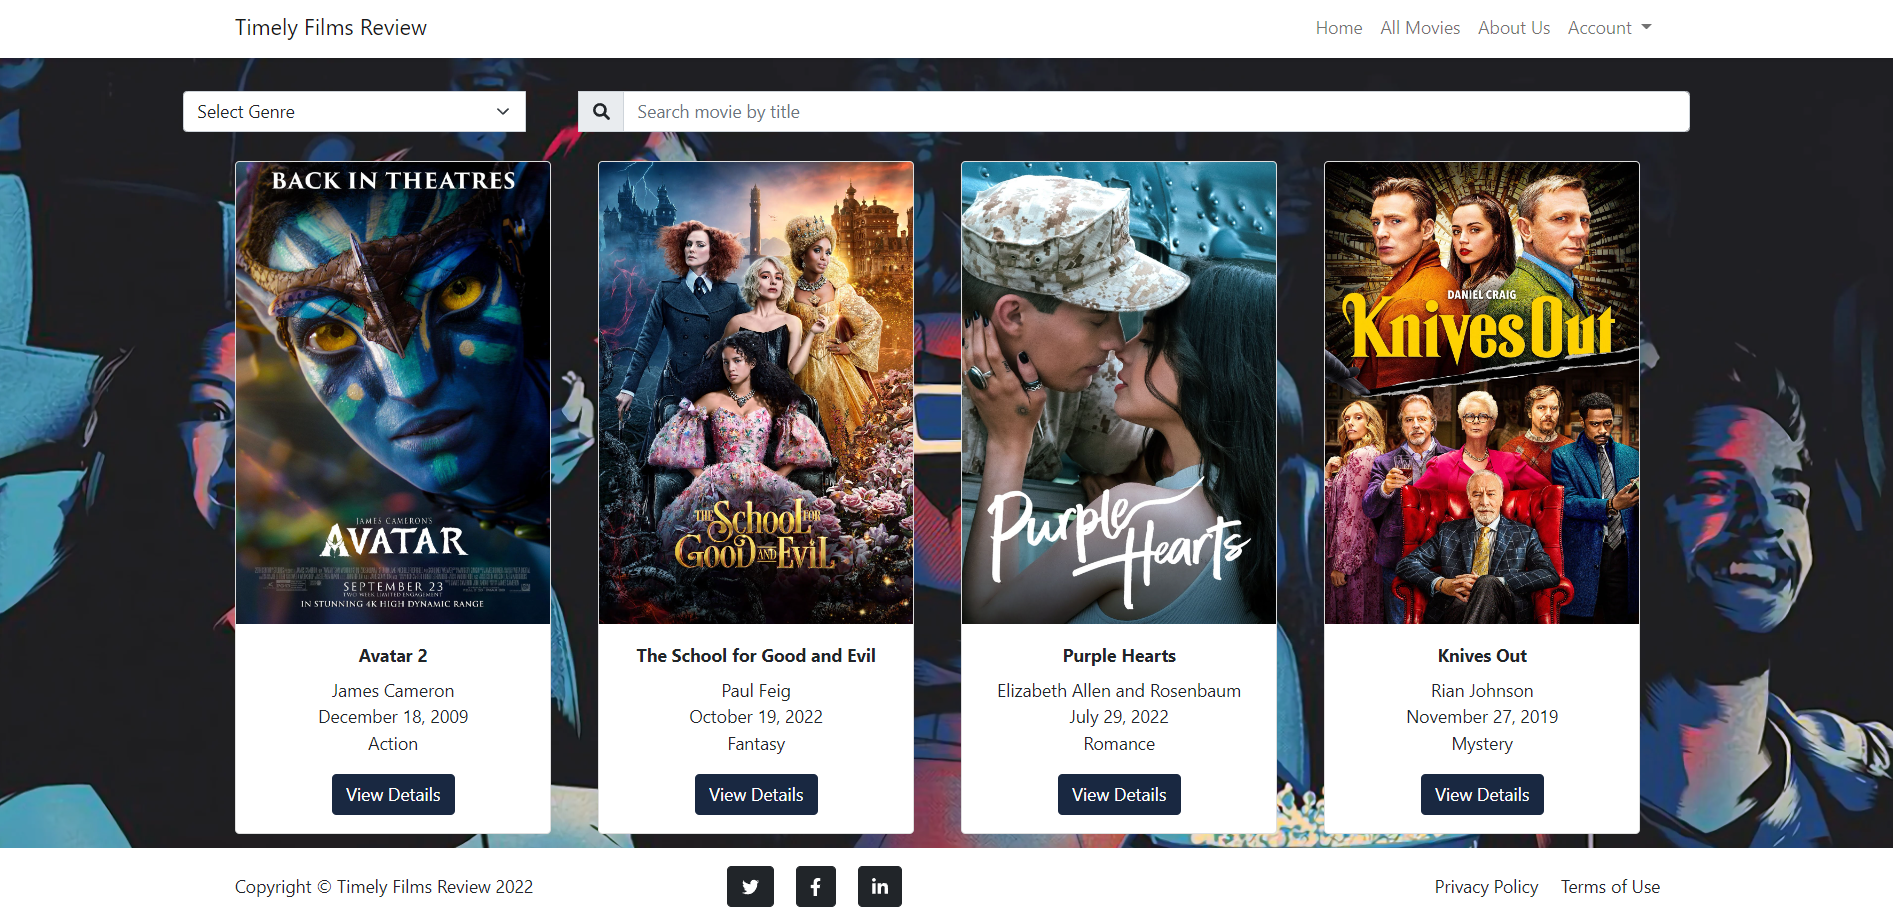 Timely Films Review
Home All Movies About Us Account
Select Genre
Search movie by title
BACK IN THEATRES
JAMES CAMERON'S
AVATAR
SEPTEMBER 23
TWO WEEK LIMITED ENGAGEMENT
IN STUNNING 4K HIGH DYNAMIC RANGE
THE SCHOOL FOR
GOOD AND EVIL
Purple
Hearts
DANIEL CRAIG
Knives Out
Avatar 2
James Cameron
December 18, 2009
Action
View Details
The School for Good and Evil
Paul Feig
October 19, 2022
Fantasy
View Details
Purple Hearts
Elizabeth Allen and Rosenbaum
July 29, 2022
Romance
View Details
Knives Out
Rian Johnson
November 27, 2019
Mystery
View Details
Copyright © Timely Films Review 2022
Privacy Policy Terms of Use